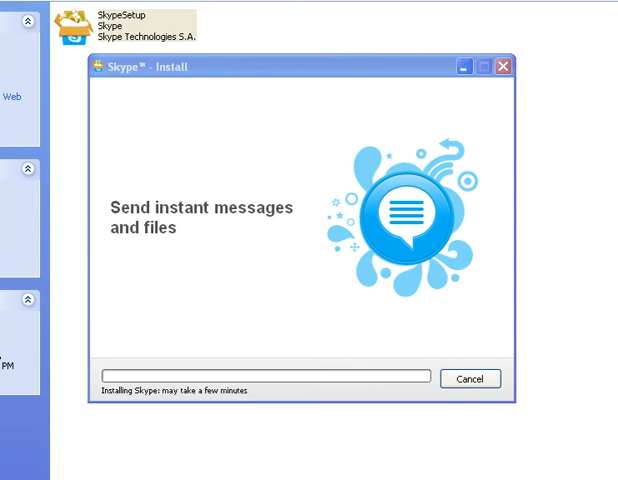 SkypeSetup
Skype
Skype Technologies S.A.
Skype™ - Install
Web
Send instant messages
and files
PM
Installing Skype: may take a few minutes
Cancel